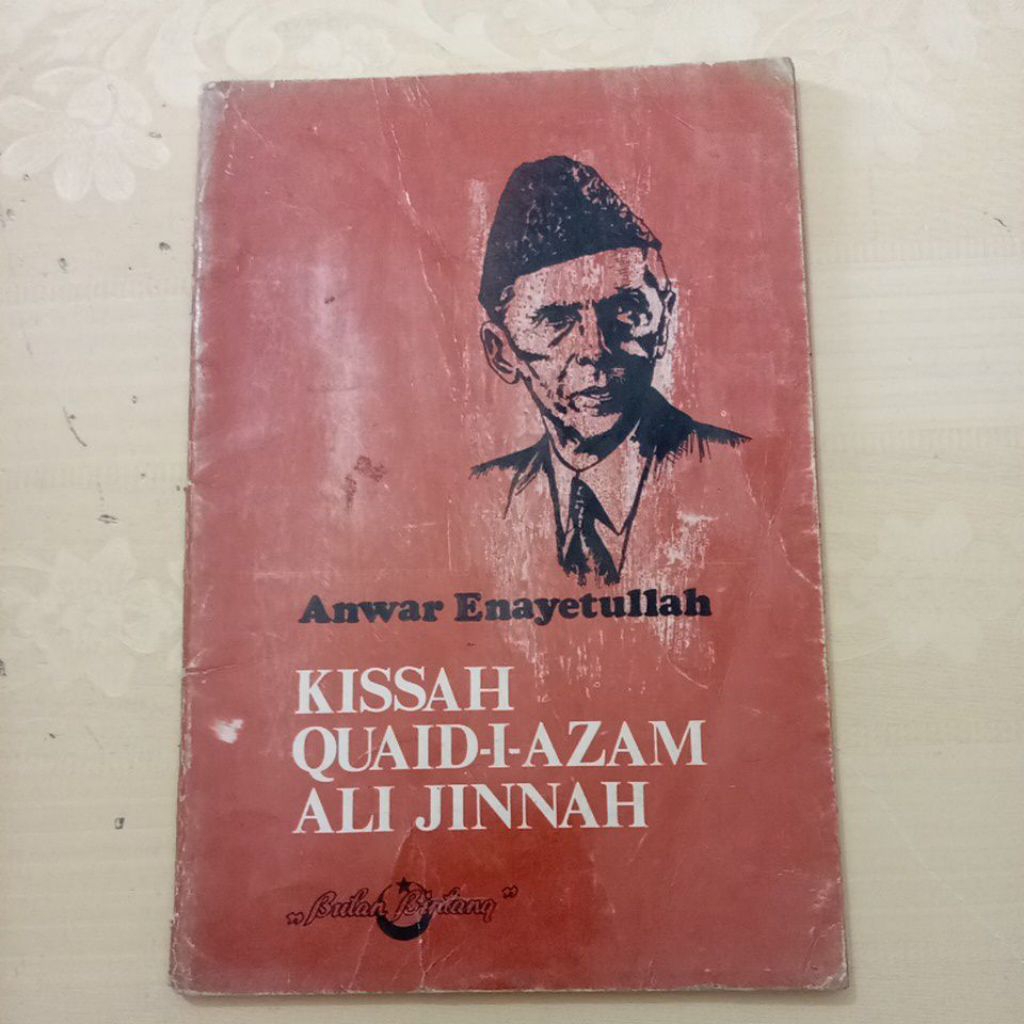 Anwar Enayetullah
KISSAH
QUAID-I-AZAM
ALI JINNAH
„Bulan Bintang”